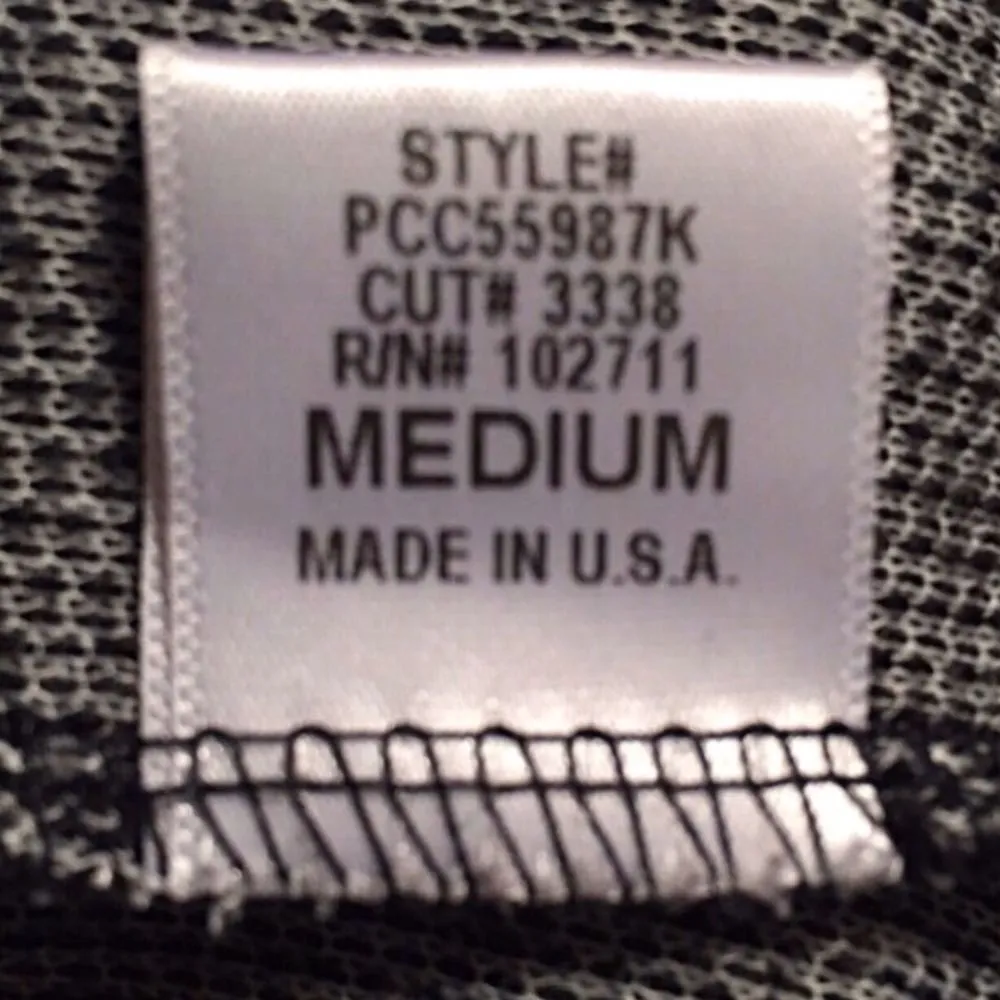 STYLE#
PCC55987K
CUT# 3338
R/N# 102711
MEDIUM
MADE IN U.S.A.